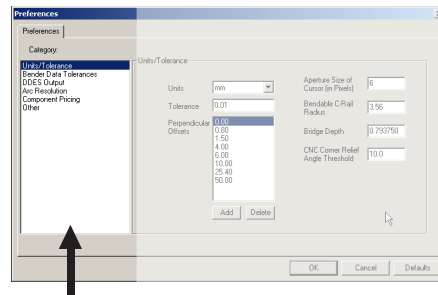 Preferences
Preferences
Category:
Units/Tolerance
Bender Data Tolerances
DDES Output
Arc Resolution
Component Pricing
Other
Units/Tolerance
Units
mm
Tolerance
0.01
Perpendicular
Offsets
0.00
0.80
1.50
4.00
6.00
10.00
25.40
50.00
Add Delete
Aperture Size of
Cursor (in Pixels)
6
Bendable C-Rail
Radius
3.56
Bridge Depth
0.793750
CNC Corner Relief
Angle Threshold
10.0
OK Cancel Defaults